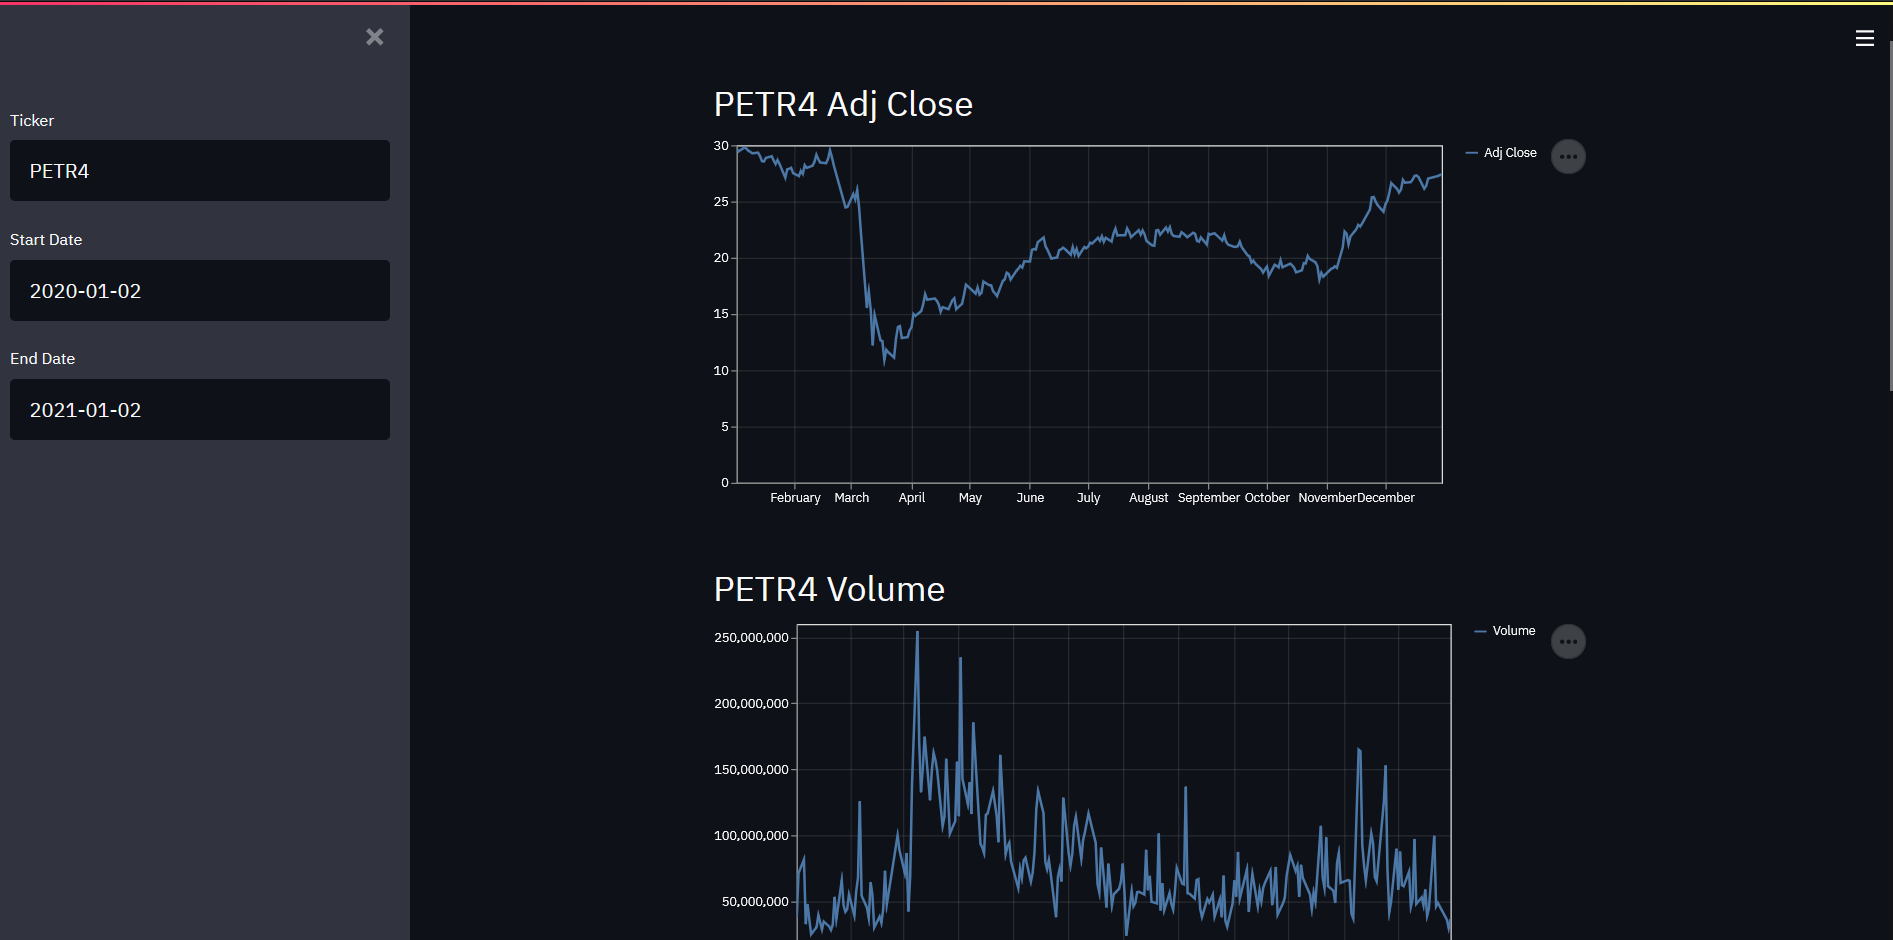 Ticker
PETR4
Start Date
2020-01-02
End Date
2021-01-02
PETR4 Adj Close
30
25
20
15
10
5
0
February March April May June July August September October November December
Adj Close
PETR4 Volume
250,000,000
200,000,000
150,000,000
100,000,000
50,000,000
Volume